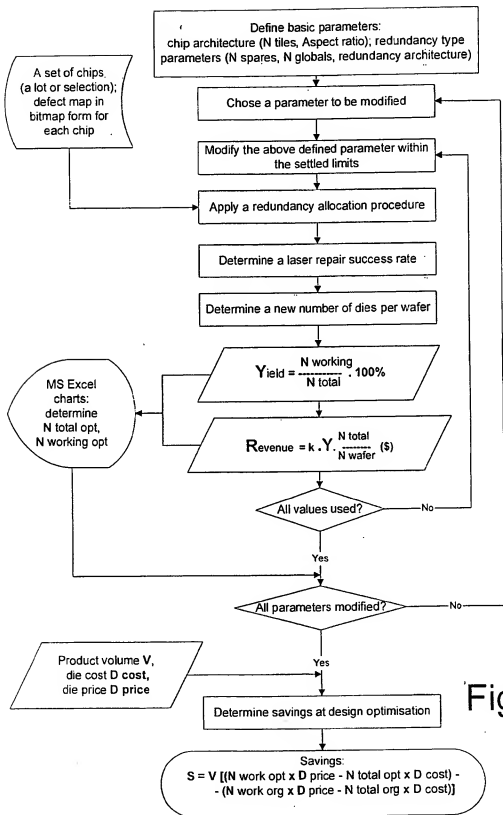 Define basic parameters:
chip architecture (N tiles, Aspect ratio); redundancy type
parameters (N spares, N globals, redundancy architecture)
A set of chips
(a lot or selection);
defect map in
bitmap form for
each chip
Chose a parameter to be modified
Modify the above defined parameter within
the settled limits
Apply a redundancy allocation procedure
Determine a laser repair success rate
Determine a new number of dies per wafer
Yield = N working / N total . 100%
MS Excel
charts:
determine
N total opt,
N working opt
Revenue = k . Y. N total / N wafer ($)
All values used?
No
Yes
All parameters modified?
No
Yes
Product volume V,
die cost D cost,
die price D price
Determine savings at design optimisation
Fig
Savings:
S = V [(N work opt x D price - N total opt x D cost) -
- (N work org x D price - N total org x D cost)]